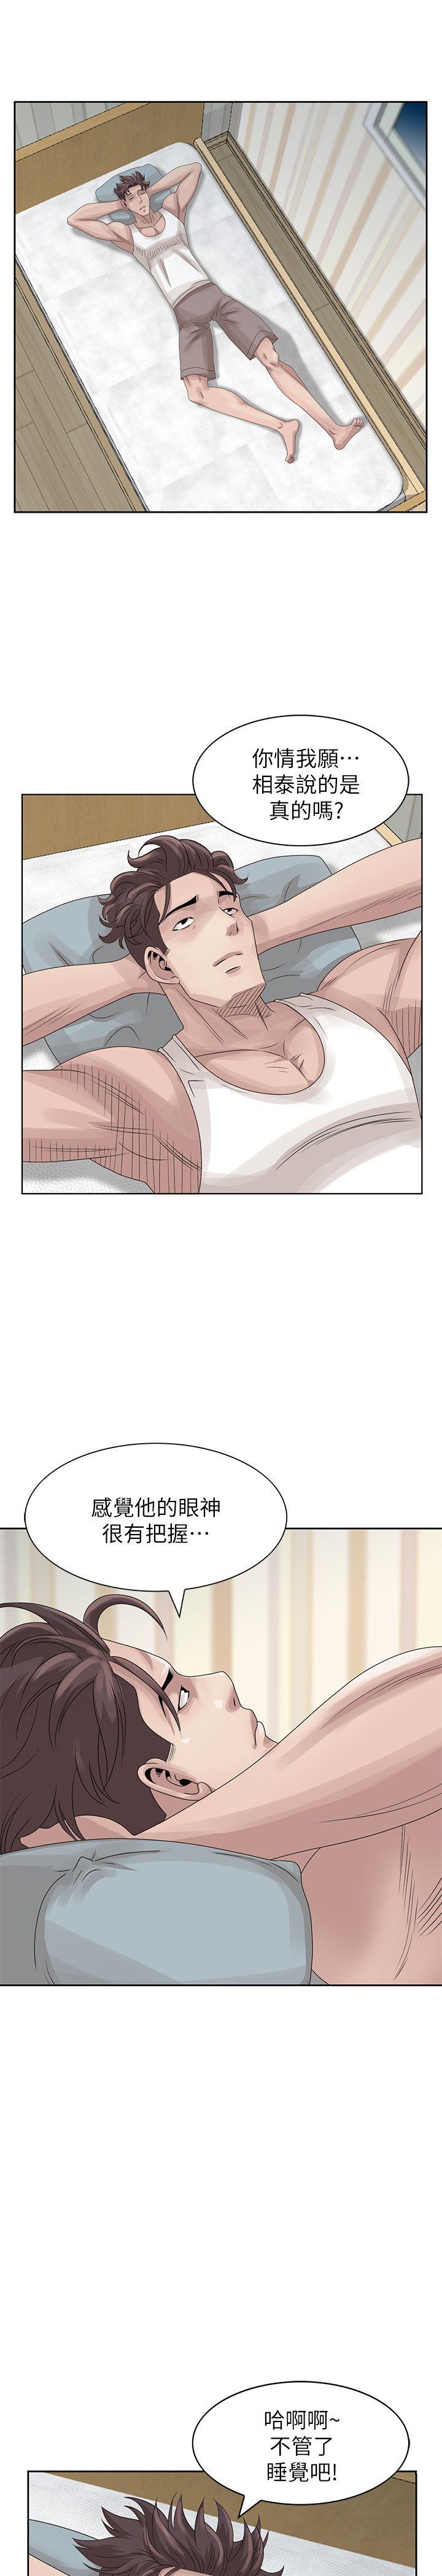 你情我願…
相泰說的是
真的嗎?
感覺他的眼神
很有把握…
哈啊啊~
不管了
睡覺吧!